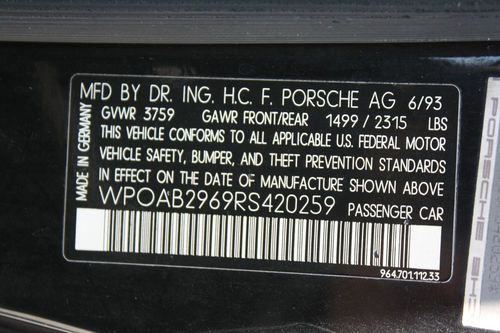 MFD BY DR. ING. H.C. F. PORSCHE AG 6/93
GVWR 3759 GAWR FRONT/REAR 1499 / 2315 LBS
THIS VEHICLE CONFORMS TO ALL APPLICABLE U.S. FEDERAL MOTOR
VEHICLE SAFETY, BUMPER, AND THEFT PREVENTION STANDARDS
IN EFFECT ON THE DATE OF MANUFACTURE SHOWN ABOVE
WPOAB2969RS420259 PASSENGER CAR
964.701.112.33
MADE IN GERMANY
PORSCHE